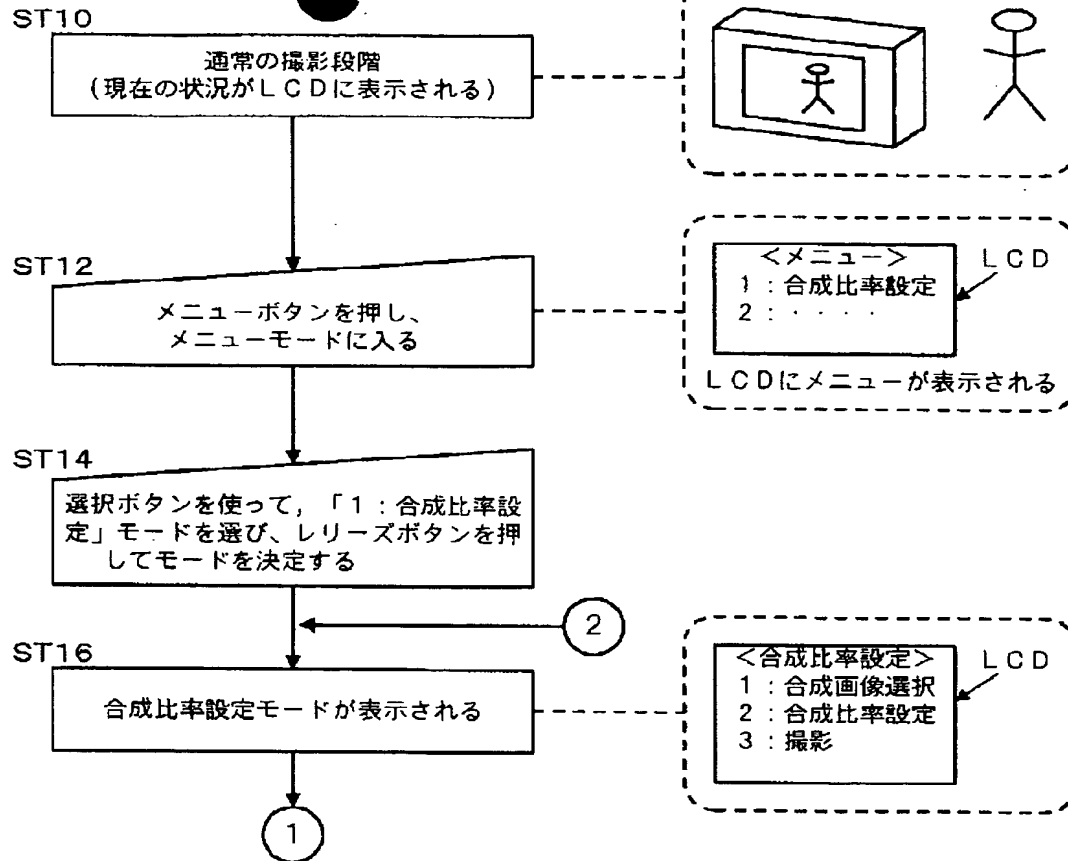 ST10
通常の撮影段階
(現在の状況がLCDに表示される)
ST12
メニューボタンを押し、
メニューモードに入る
<メニュー>
1:合成比率設定
2:・・・・
LCD
LCDにメニューが表示される
ST14
選択ボタンを使って,「1:合成比率設
定」モードを選び、レリーズボタンを押
してモードを決定する
2
ST16
合成比率設定モードが表示される
<合成比率設定>
1:合成画像選択
2:合成比率設定
3:撮影
LCD
1